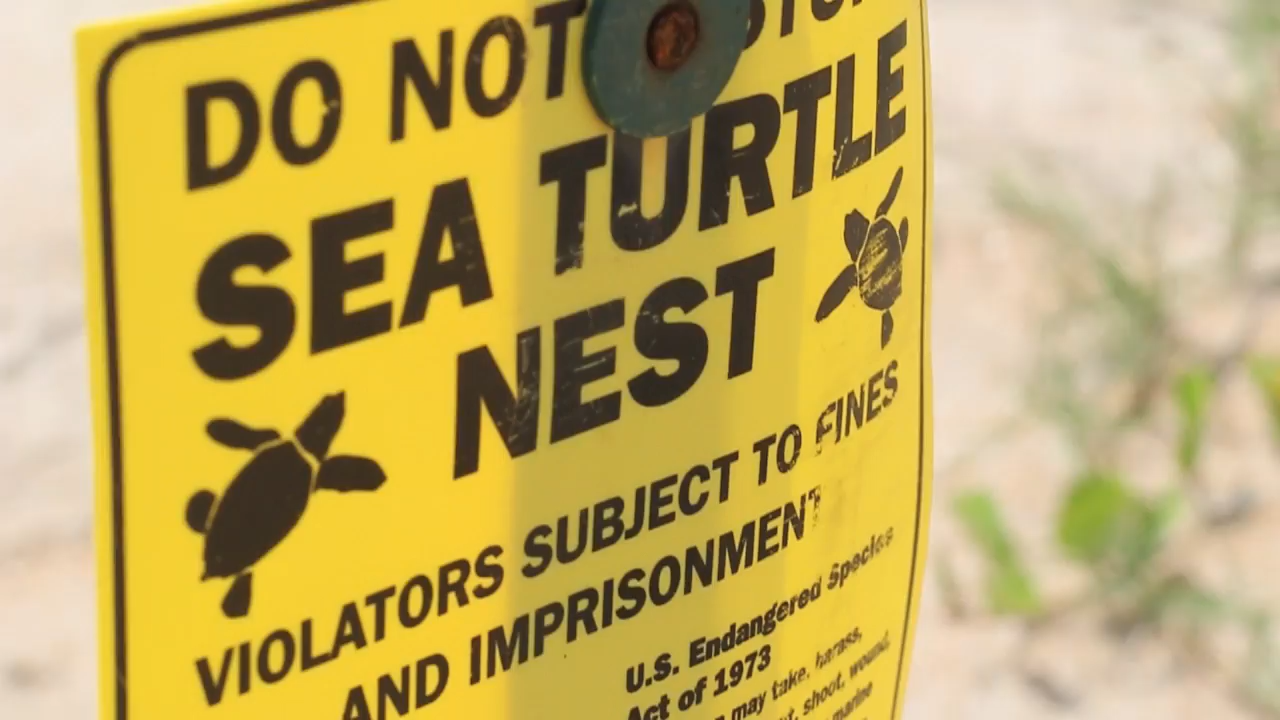 DO NOT
SEA TURTLE
NEST
VIOLATORS SUBJECT TO FINES
AND IMPRISONMENT
U.S. Endangered Species
Act of 1973
may take, harass,
shoot, wound,
marine